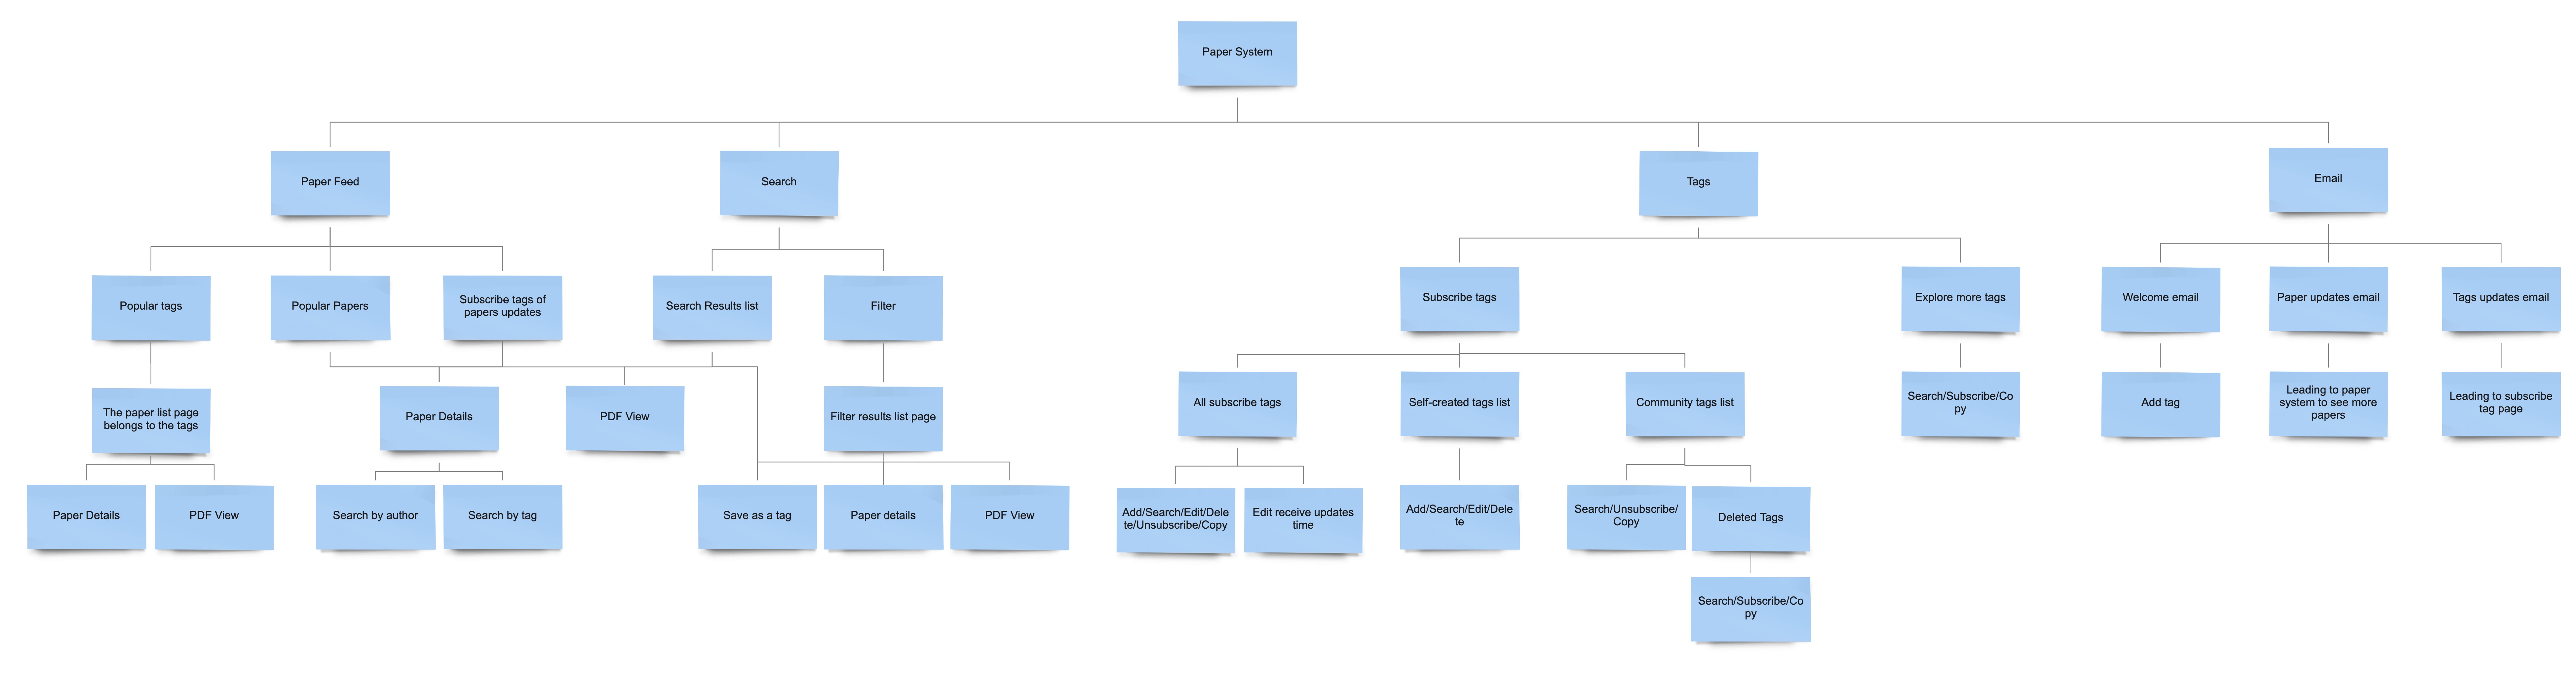 Paper System
Paper Feed
Search
Tags
Email
Popular tags
Popular Papers
Subscribe tags of
papers updates
Search Results list
Filter
Subscribe tags
Explore more tags
Welcome email
Paper updates email
Tags updates email
The paper list page
belongs to the tags
Paper Details
PDF View
Filter results list page
All subscribe tags
Self-created tags list
Community tags list
Search/Subscribe/Co
py
Add tag
Leading to paper
system to see more
papers
Leading to subscribe
tag page
Paper Details
PDF View
Search by author
Search by tag
Save as a tag
Paper details
PDF View
Add/Search/Edit/Dele
te/Unsubscribe/Copy
Edit receive updates
time
Add/Search/Edit/Dele
te
Search/Unsubscribe/
Copy
Deleted Tags
Search/Subscribe/Co
py